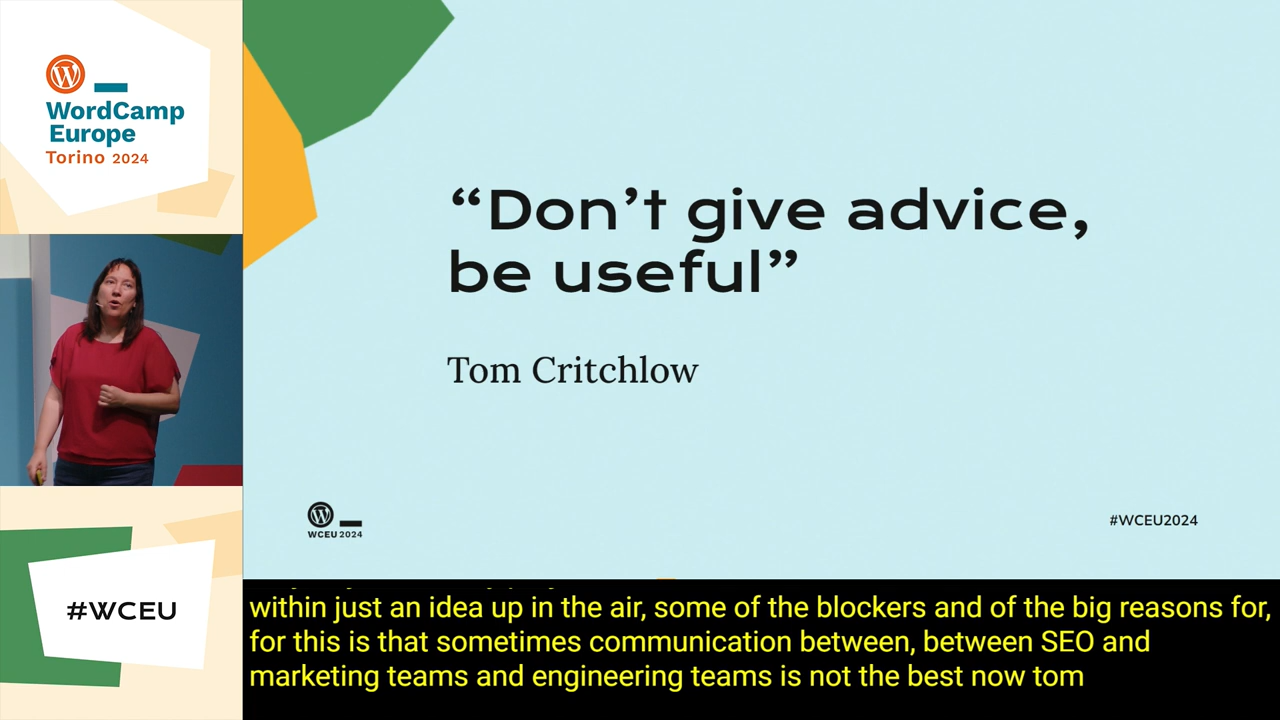 WordCamp
Europe
Torino 2024
“Don’t give advice,
be useful”
Tom Critchlow
WCEU 2024
#WCEU2024
#WCEU
within just an idea up in the air, some of the blockers and of the big reasons for,
for this is that sometimes communication between, between SEO and
marketing teams and engineering teams is not the best now tom